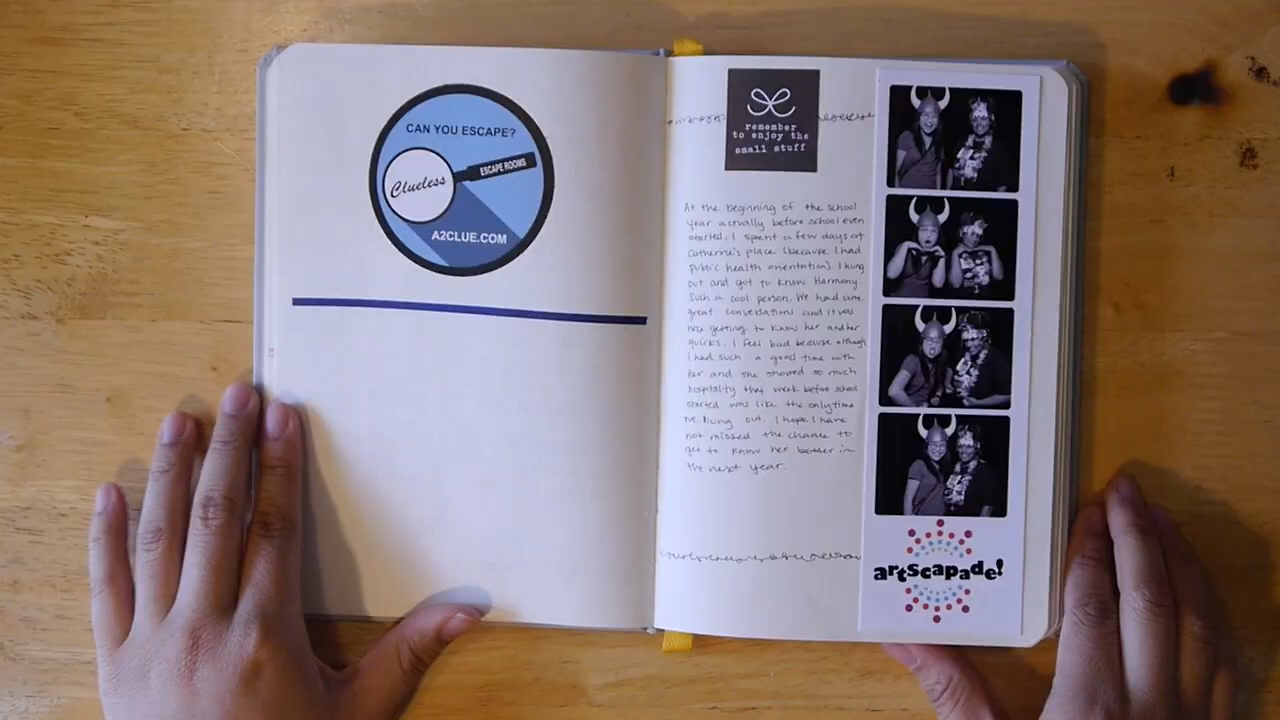 CAN YOU ESCAPE?
Clueless
ESCAPE ROOMS
A2CLUE.COM
remember
to enjoy the
small stuff
At the beginning of the school
year actually before school even
started, I spent a few days at
Catherine's place (because I had
public health orientation). I hung
out and got to know Harmony.
Such a cool person. We had some
great conversations and it was
nice getting to know her and her
quirks. I feel bad because although
I had such a good time with
her and she showed so much
hospitality that week before school
started was like the only time
we hung out. I hope I have
not missed the chance to
get to know her better in
the next year.
artscapade!